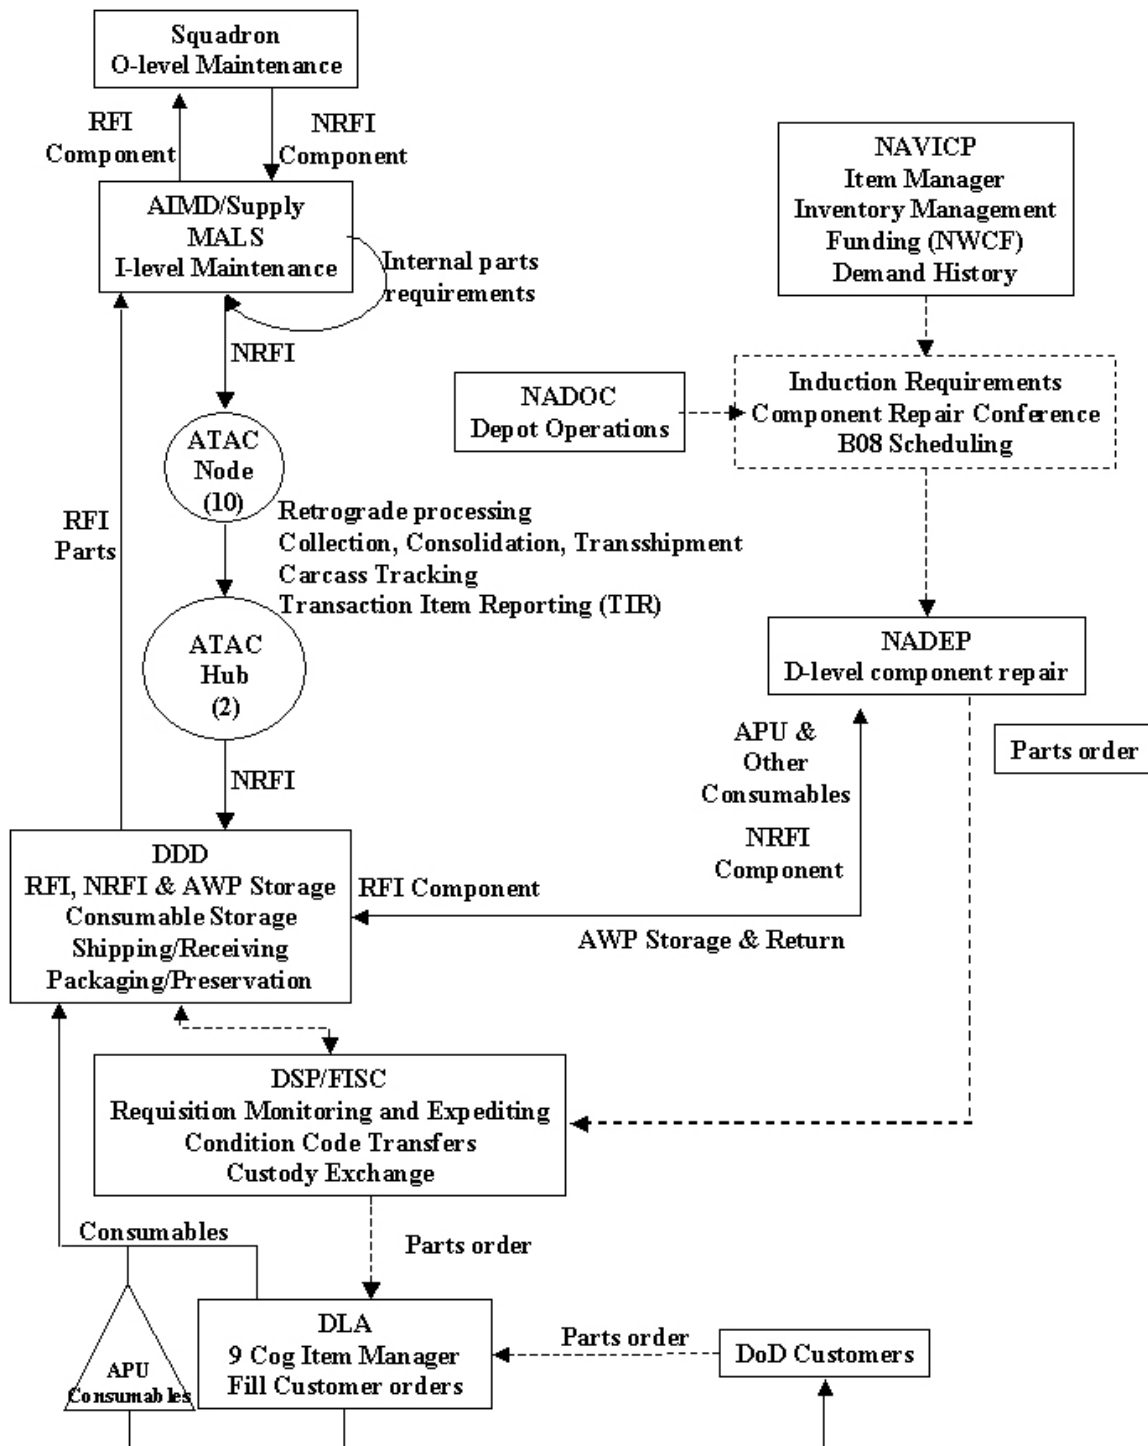 Squadron
O-level Maintenance
RFI
Component
NRFI
Component
AIMD/Supply
MALS
I-level Maintenance
Internal parts
requirements
NRFI
NAVICP
Item Manager
Inventory Management
Funding (NWCF)
Demand History
NADOC
Depot Operations
Induction Requirements
Component Repair Conference
B08 Scheduling
ATAC
Node
(10)
RFI
Parts
Retrograde processing
Collection, Consolidation, Transshipment
Carcass Tracking
Transaction Item Reporting (TIR)
ATAC
Hub
(2)
NADEP
D-level component repair
NRFI
APU &
Other
Consumables
Parts order
NRFI
Component
DDD
RFI, NRFI & AWP Storage
Consumable Storage
Shipping/Receiving
Packaging/Preservation
RFI Component
AWP Storage & Return
DSP/FISC
Requisition Monitoring and Expediting
Condition Code Transfers
Custody Exchange
Consumables
Parts order
DLA
9 Cog Item Manager
Fill Customer orders
Parts order
DoD Customers
APU
Consumables